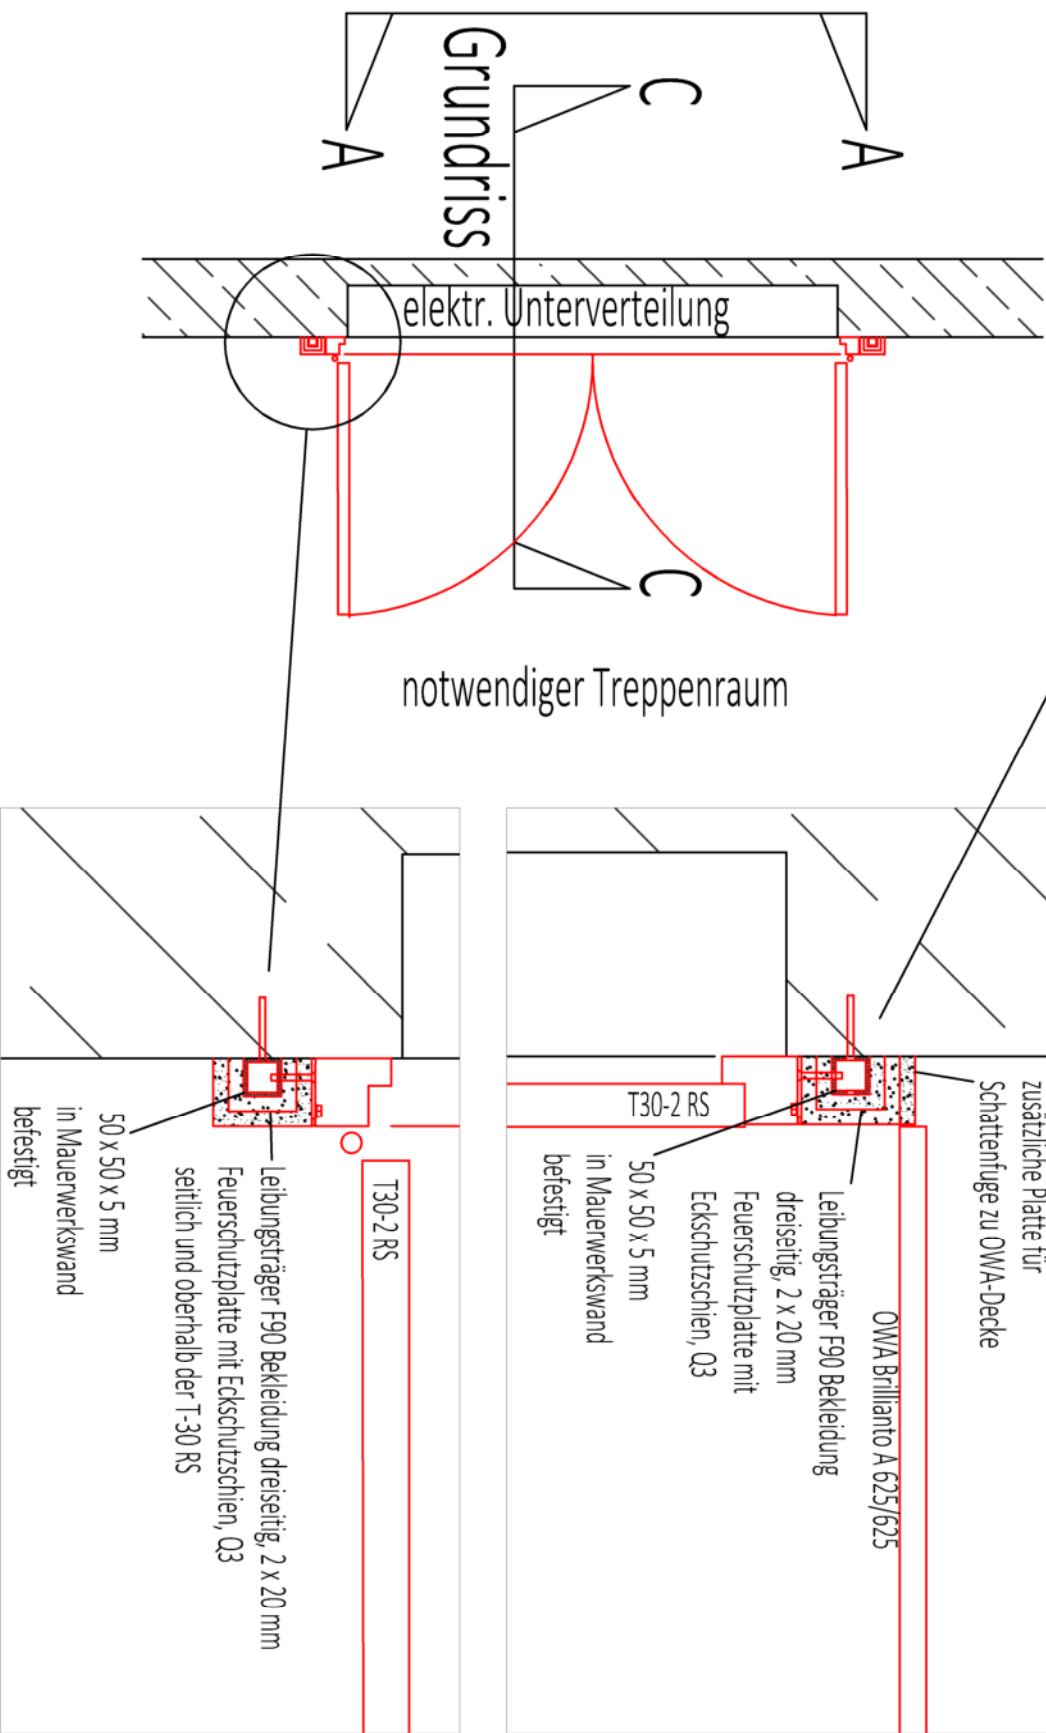 A
A
C
C
Grundriss
elektr. Unterverteilung
notwendiger Treppenraum
zusätzliche Platte für
Schattenfuge zu OWA-Decke
OWA Brillianto A 625/625
Leibungsträger F90 Bekleidung
dreiseitig, 2 x 20 mm
Feuerschutzplatte mit
Eckschutzschien, Q3
T30-2 RS
50 x 50 x 5 mm
in Mauerwerkswand
befestigt
T30-2 RS
Leibungsträger F90 Bekleidung dreiseitig, 2 x 20 mm
Feuerschutzplatte mit Eckschutzschien, Q3
seitlich und oberhalb der T-30 RS
50 x 50 x 5 mm
in Mauerwerkswand
befestigt